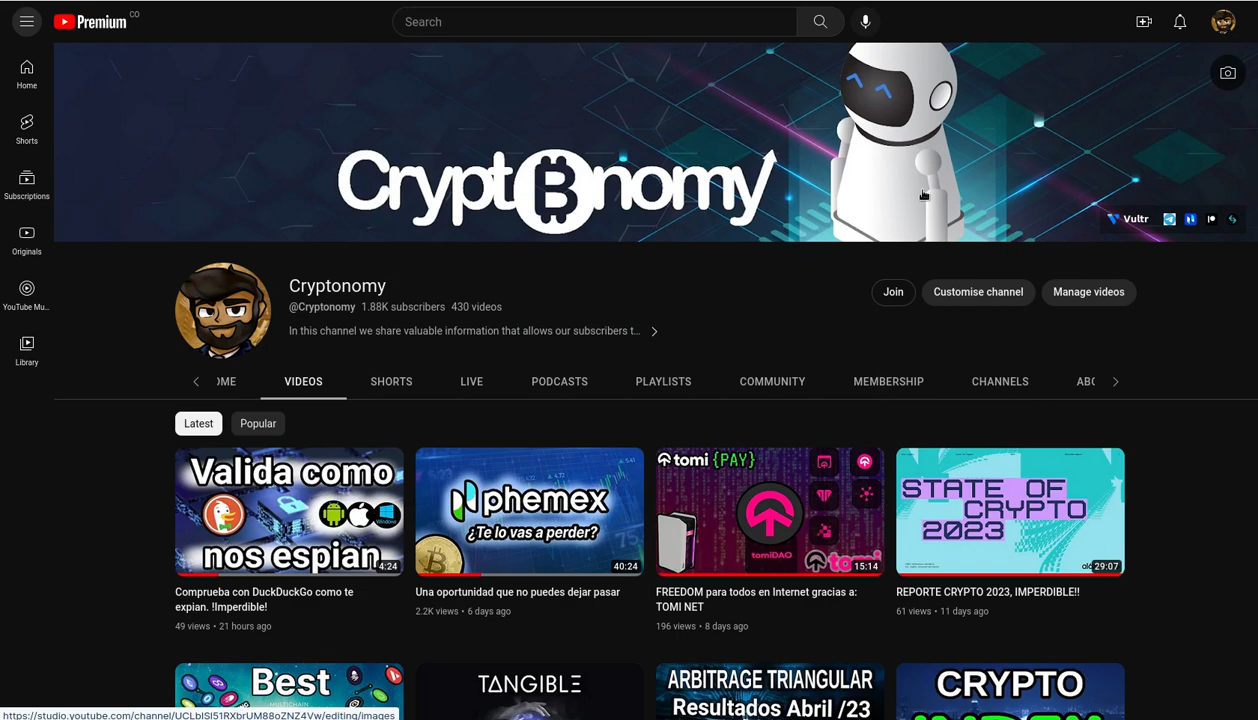 Premium CO
Search
Home
Shorts
Subscriptions
Originals
YouTube Mu...
Library
Cryptonomy
Vultr
Cryptonomy
@Cryptonomy 1.88K subscribers 430 videos
In this channel we share valuable information that allows our subscribers t...
Join
Customise channel
Manage videos
OME
VIDEOS
SHORTS
LIVE
PODCASTS
PLAYLISTS
COMMUNITY
MEMBERSHIP
CHANNELS
ABO
Latest
Popular
Valida como
Windows
nos espian
4:24
phemex
¿Te lo vas a perder?
40:24
tomi {PAY}
tomiDAO
tomi
15:14
STATE OF
CRYPTO
2023
29:07
Comprueba con DuckDuckGo como te
expian. !Imperdible!
49 views • 21 hours ago
Una oportunidad que no puedes dejar pasar
2.2K views • 6 days ago
FREEDOM para todos en Internet gracias a:
TOMI NET
196 views • 8 days ago
REPORTE CRYPTO 2023, IMPERDIBLE!!
61 views • 11 days ago
Best
MULTICHAIN
TANGIBLE
ARBITRAGE TRIANGULAR
Resultados Abril /23
CRYPTO
https://studio.youtube.com/channel/UCLbISI51RXbrUM88oZNZ4Vw/editing/images